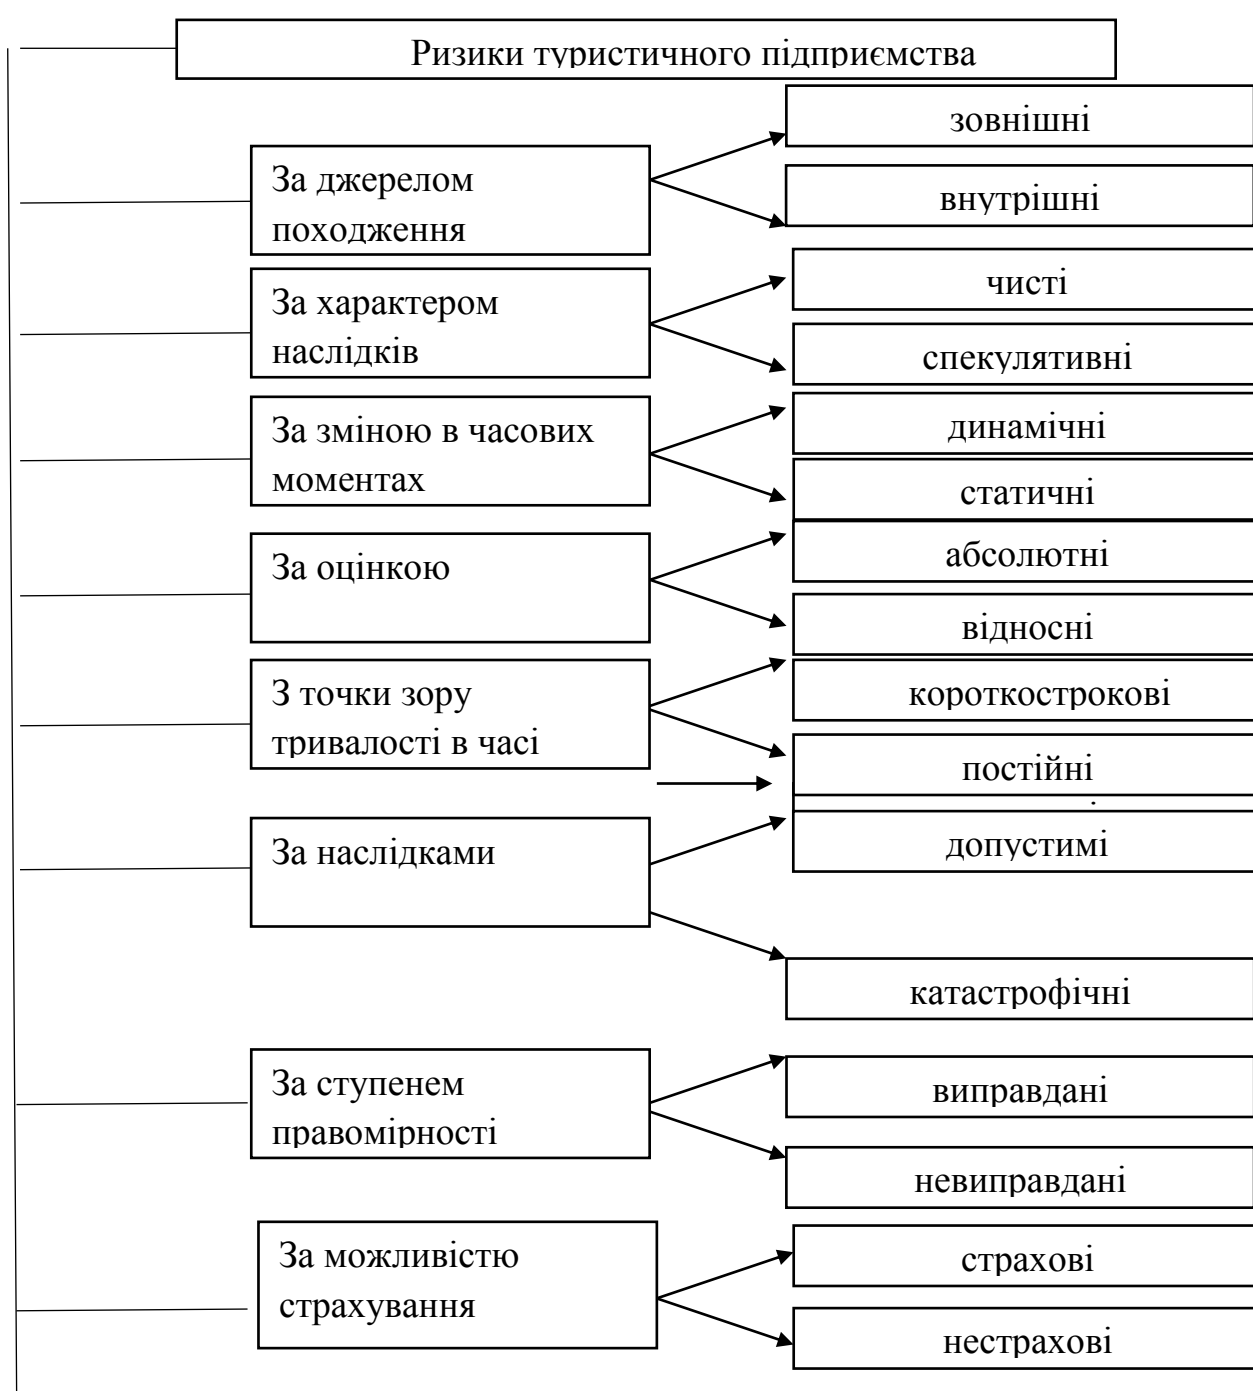 Ризики туристичного підприємства
зовнішні
За джерелом
походження
внутрішні
чисті
За характером
наслідків
спекулятивні
динамічні
За зміною в часових
моментах
статичні
абсолютні
За оцінкою
відносні
З точки зору
тривалості в часі
короткострокові
постійні
допустимі
За наслідками
катастрофічні
За ступенем
правомірності
виправдані
невиправдані
За можливістю
страхування
страхові
нестрахові